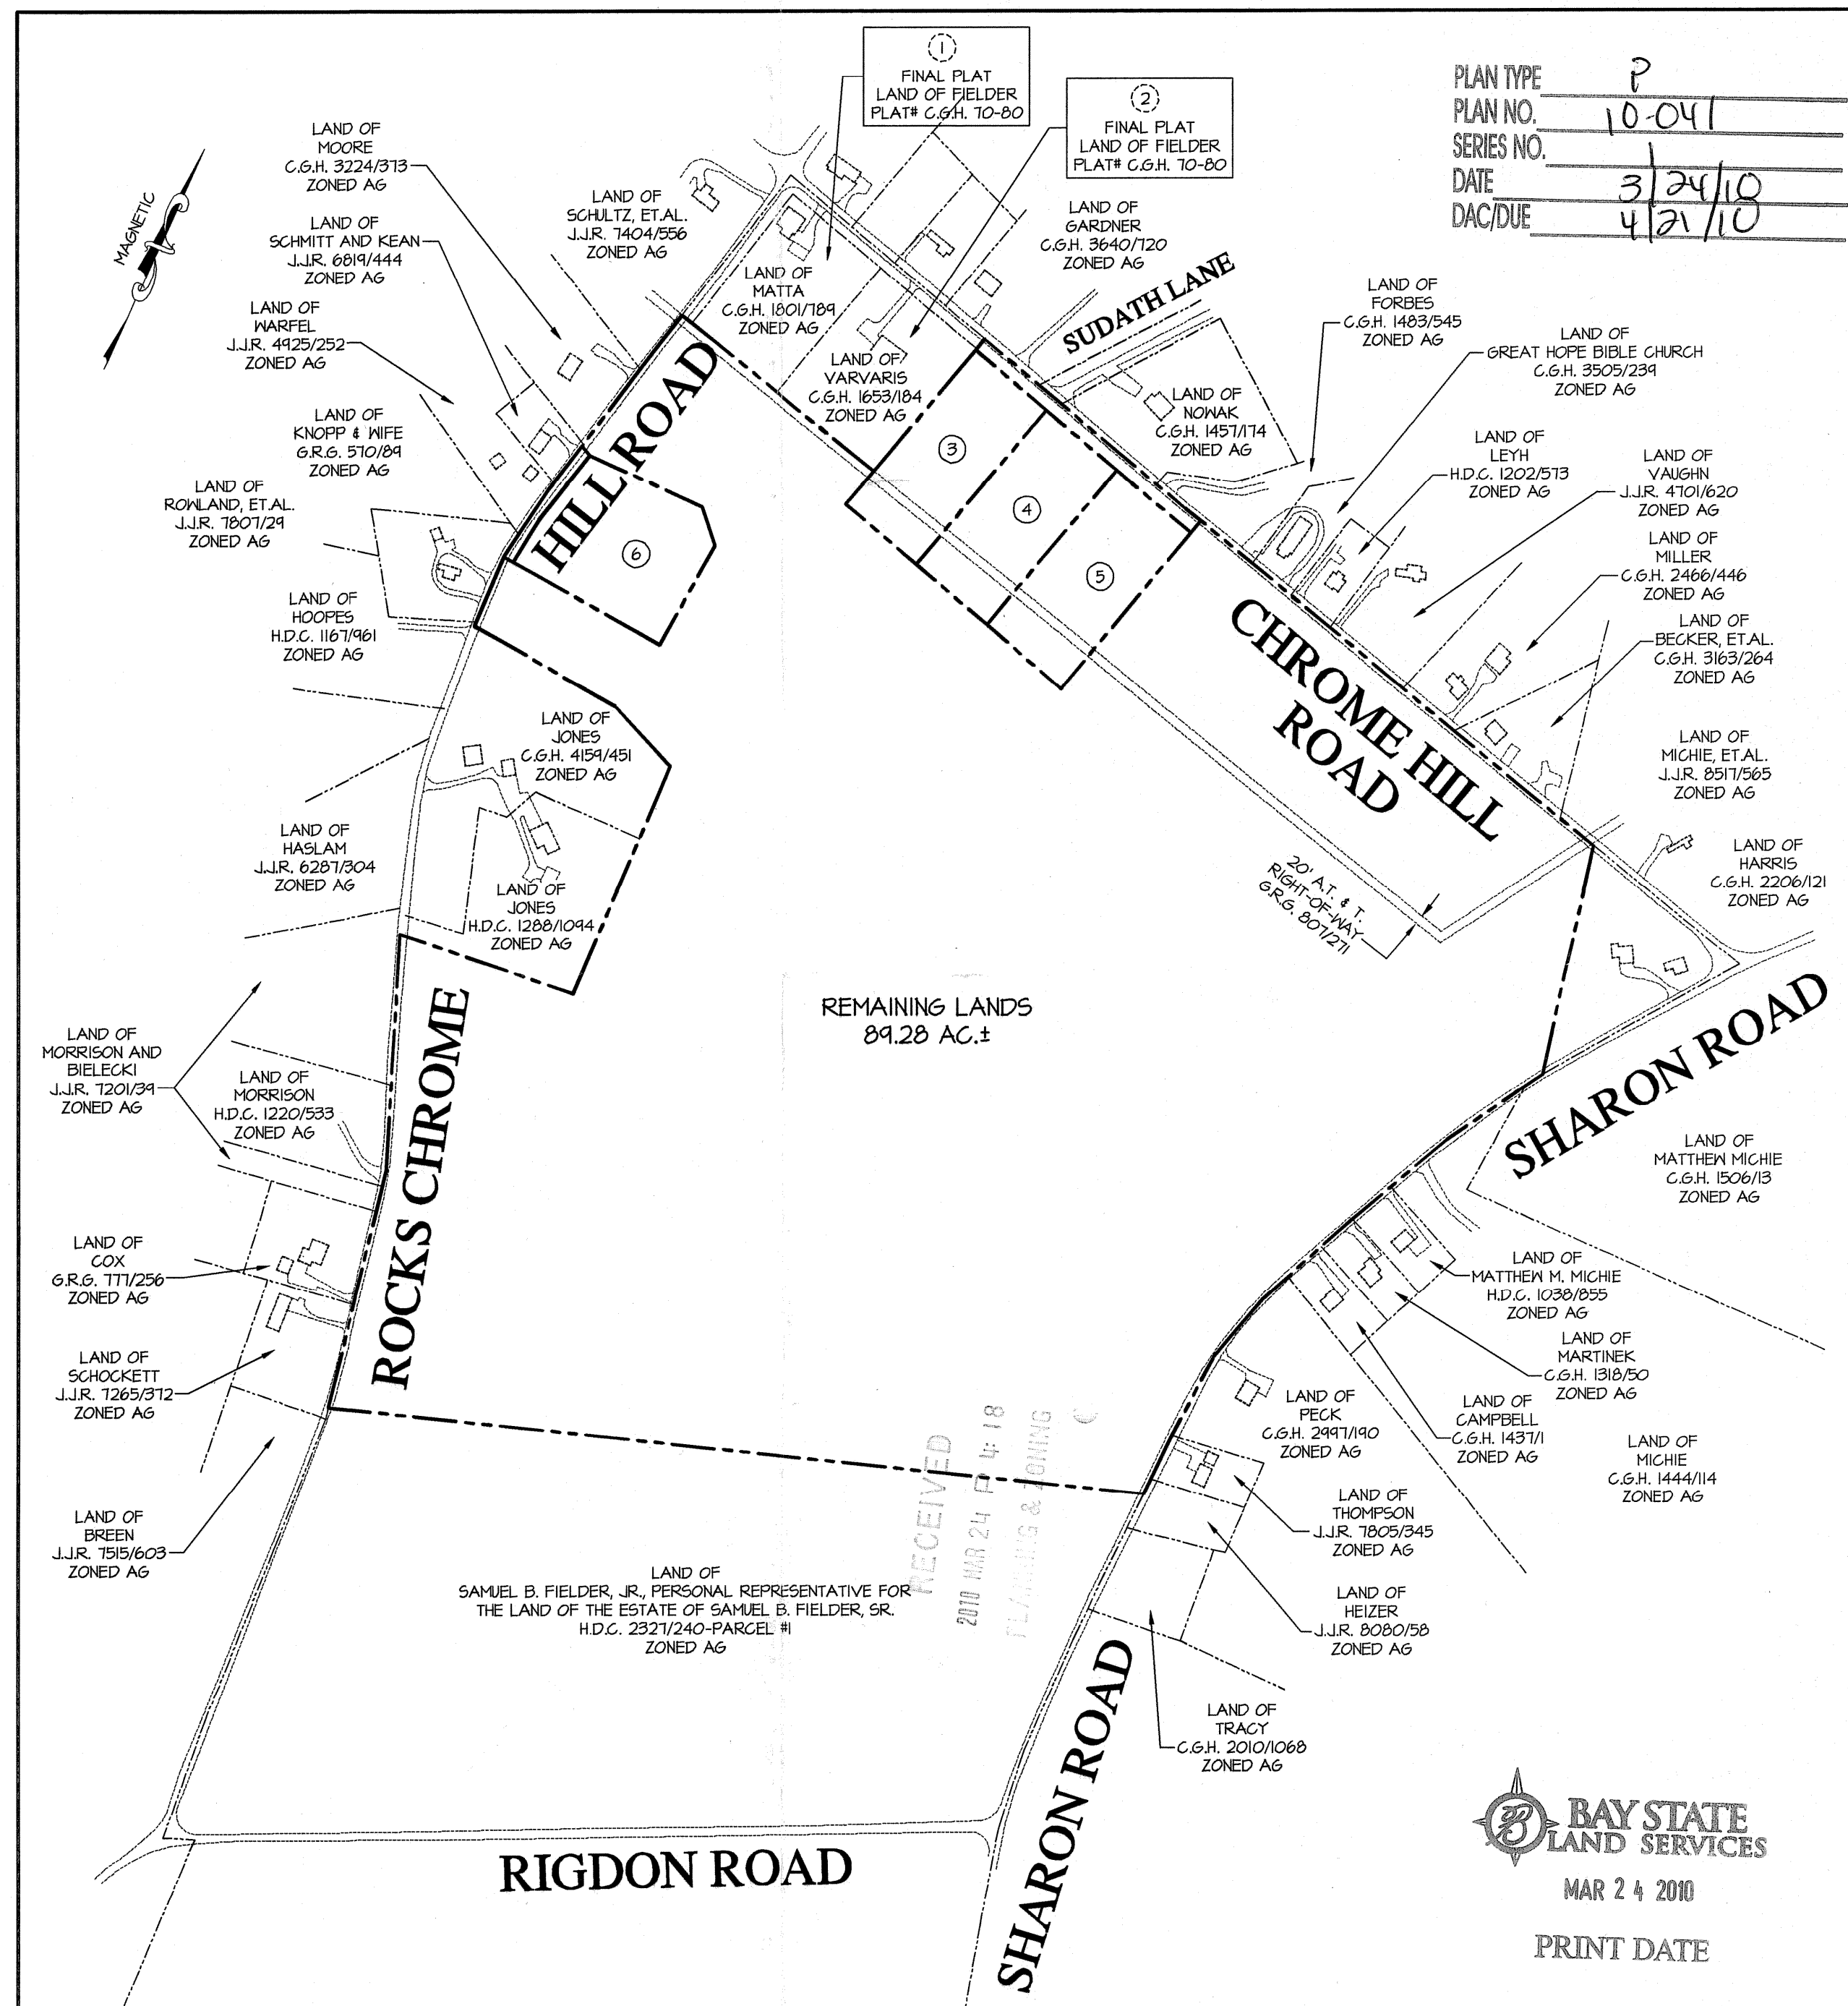 1
FINAL PLAT
LAND OF FIELDER
PLAT# C.G.H. 70-80
2
FINAL PLAT
LAND OF FIELDER
PLAT# C.G.H. 70-80
PLAN TYPE P
PLAN NO. 10-041
SERIES NO. 1
DATE 3/24/10
DAC/DUE 4/21/10
MAGNETIC
LAND OF
MOORE
C.G.H. 3224/373
ZONED AG
LAND OF
SCHMITT AND KEAN
J.J.R. 6819/444
ZONED AG
LAND OF
WARFEL
J.J.R. 4925/252
ZONED AG
LAND OF
KNOPP & WIFE
G.R.G. 570/89
ZONED AG
LAND OF
ROWLAND, ET.AL.
J.J.R. 7807/29
ZONED AG
LAND OF
HOOPES
H.D.C. 1167/961
ZONED AG
LAND OF
SCHULTZ, ET.AL.
J.J.R. 7404/556
ZONED AG
LAND OF
MATTA
C.G.H. 1801/789
ZONED AG
LAND OF
VARVARIS
C.G.H. 1653/184
ZONED AG
LAND OF
GARDNER
C.G.H. 3640/720
ZONED AG
SUDATH LANE
LAND OF
NOWAK
C.G.H. 1457/174
ZONED AG
LAND OF
FORBES
C.G.H. 1483/545
ZONED AG
LAND OF
GREAT HOPE BIBLE CHURCH
C.G.H. 3505/239
ZONED AG
LAND OF
LEYH
H.D.C. 1202/573
ZONED AG
LAND OF
VAUGHN
J.J.R. 4701/620
ZONED AG
LAND OF
MILLER
C.G.H. 2466/446
ZONED AG
LAND OF
BECKER, ET.AL.
C.G.H. 3163/264
ZONED AG
LAND OF
MICHIE, ET.AL.
J.J.R. 8517/565
ZONED AG
LAND OF
HARRIS
C.G.H. 2206/121
ZONED AG
3
4
5
6
HILL ROAD
CHROME HILL
ROAD
20' A.T. & T.
RIGHT-OF-WAY
G.R.G. 807/271
LAND OF
JONES
C.G.H. 4159/451
ZONED AG
LAND OF
JONES
H.D.C. 1288/1094
ZONED AG
LAND OF
HASLAM
J.J.R. 6287/304
ZONED AG
REMAINING LANDS
89.28 AC.±
LAND OF
MORRISON AND
BIELECKI
J.J.R. 7201/39
ZONED AG
LAND OF
MORRISON
H.D.C. 1220/533
ZONED AG
ROCKS CHROME
LAND OF
COX
G.R.G. 777/256
ZONED AG
LAND OF
SCHOCKETT
J.J.R. 7265/372
ZONED AG
LAND OF
BREEN
J.J.R. 7515/603
ZONED AG
SHARON ROAD
LAND OF
MATTHEW MICHIE
C.G.H. 1506/13
ZONED AG
LAND OF
MATTHEW M. MICHIE
H.D.C. 1038/855
ZONED AG
LAND OF
MARTINEK
C.G.H. 1318/50
ZONED AG
LAND OF
CAMPBELL
C.G.H. 1437/1
ZONED AG
LAND OF
PECK
C.G.H. 2997/190
ZONED AG
LAND OF
MICHIE
C.G.H. 1444/114
ZONED AG
LAND OF
THOMPSON
J.J.R. 7805/345
ZONED AG
LAND OF
HEIZER
J.J.R. 8080/58
ZONED AG
LAND OF
TRACY
C.G.H. 2010/1068
ZONED AG
RECEIVED
2010 MAR 24 P 4: 18
PLANNING & ZONING
LAND OF
SAMUEL B. FIELDER, JR., PERSONAL REPRESENTATIVE FOR
THE LAND OF THE ESTATE OF SAMUEL B. FIELDER, SR.
H.D.C. 2327/240-PARCEL #1
ZONED AG
SHARON ROAD
RIGDON ROAD
BAY STATE
LAND SERVICES
MAR 24 2010
PRINT DATE